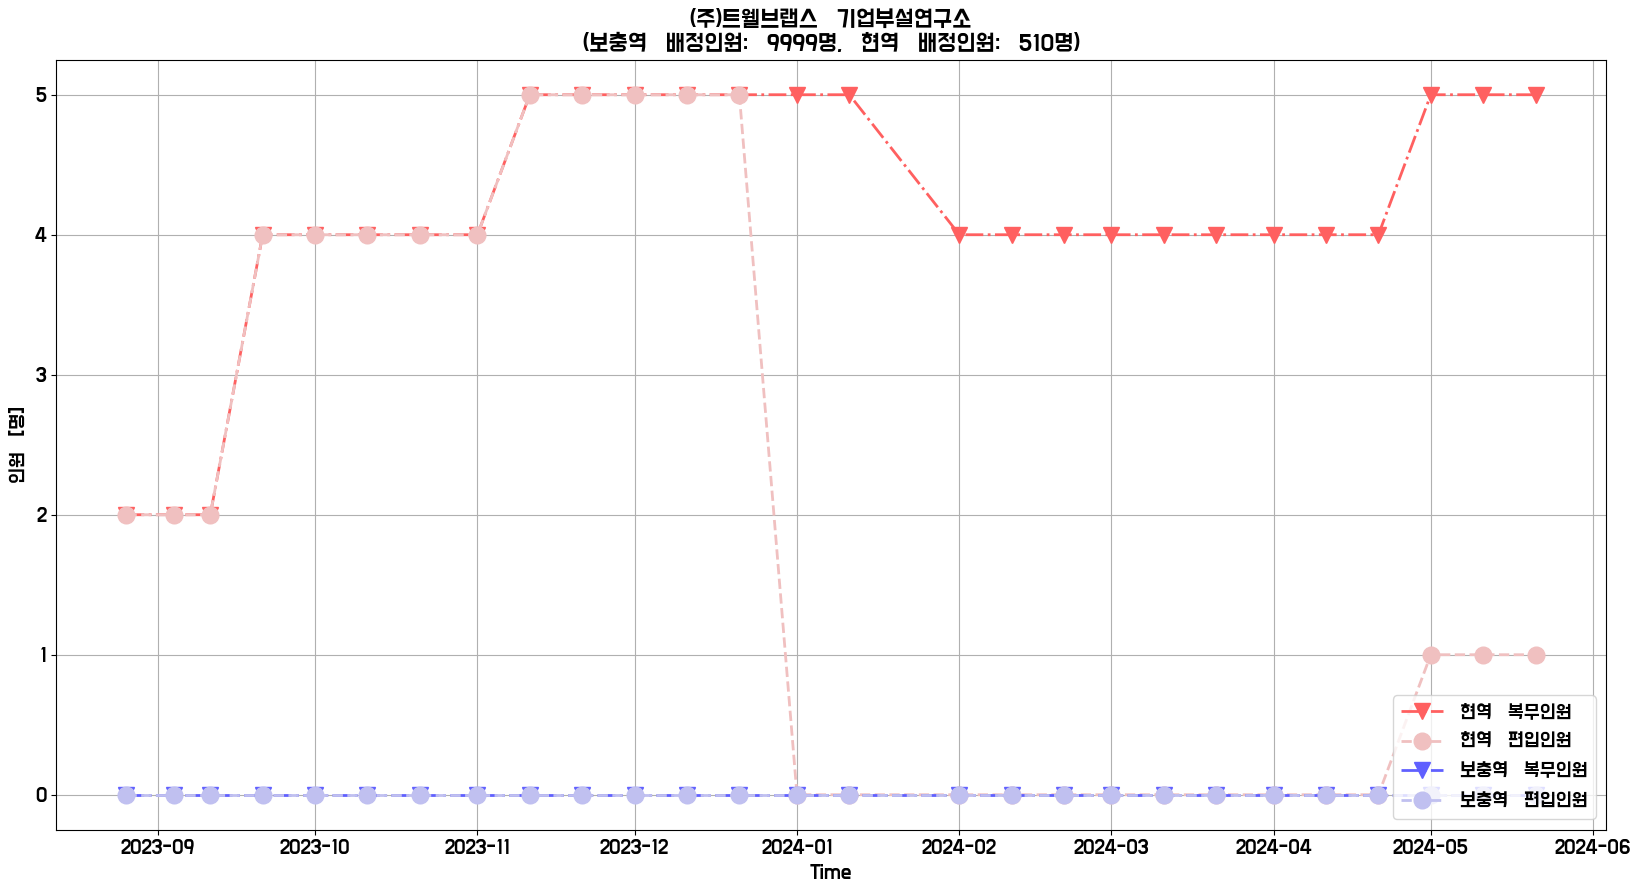 (주)트웰브랩스 기업부설연구소
(보충역 배정인원: 9999명, 현역 배정인원: 510명)
5
4
3
2
1
0
인원 [명]
2023-09 2023-10 2023-11 2023-12 2024-01 2024-02 2024-03 2024-04 2024-05 2024-06
Time
현역 복무인원
현역 편입인원
보충역 복무인원
보충역 편입인원